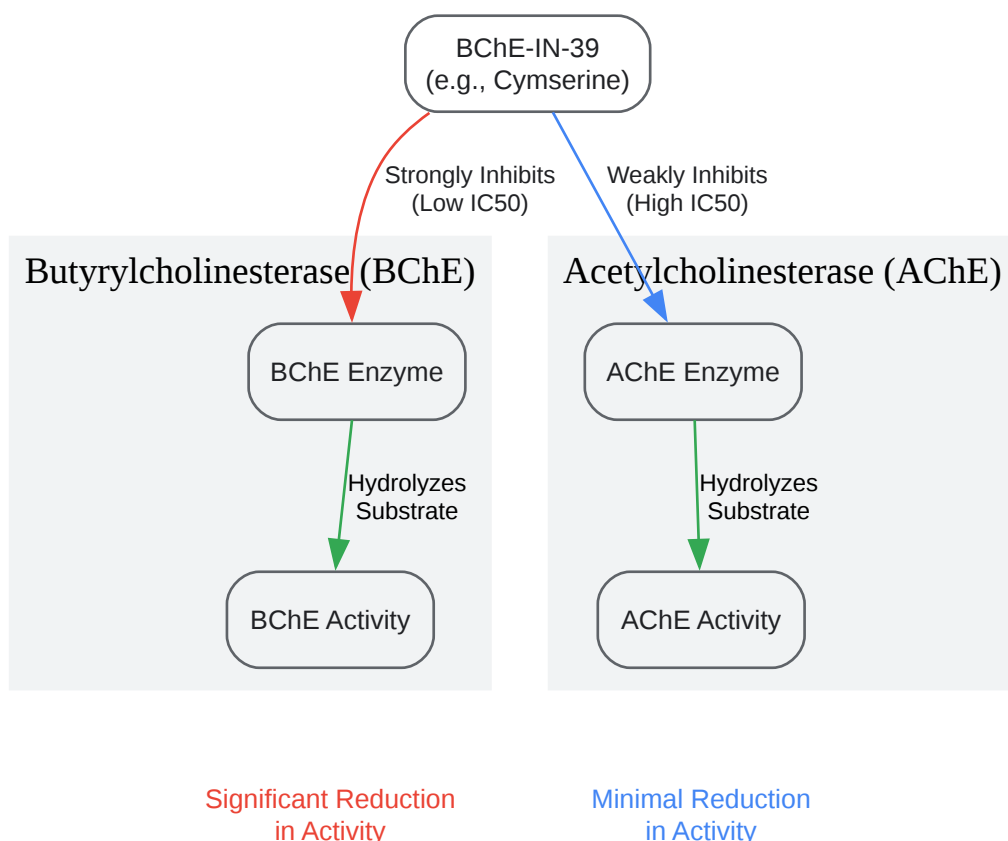 BChE-IN-39
(e.g., Cymserine)
Strongly Inhibits
(Low IC50)
Weakly Inhibits
(High IC50)
Butyrylcholinesterase (BChE)
Acetylcholinesterase (AChE)
BChE Enzyme
AChE Enzyme
Hydrolyzes
Substrate
Hydrolyzes
Substrate
BChE Activity
AChE Activity
Significant Reduction
in Activity
Minimal Reduction
in Activity